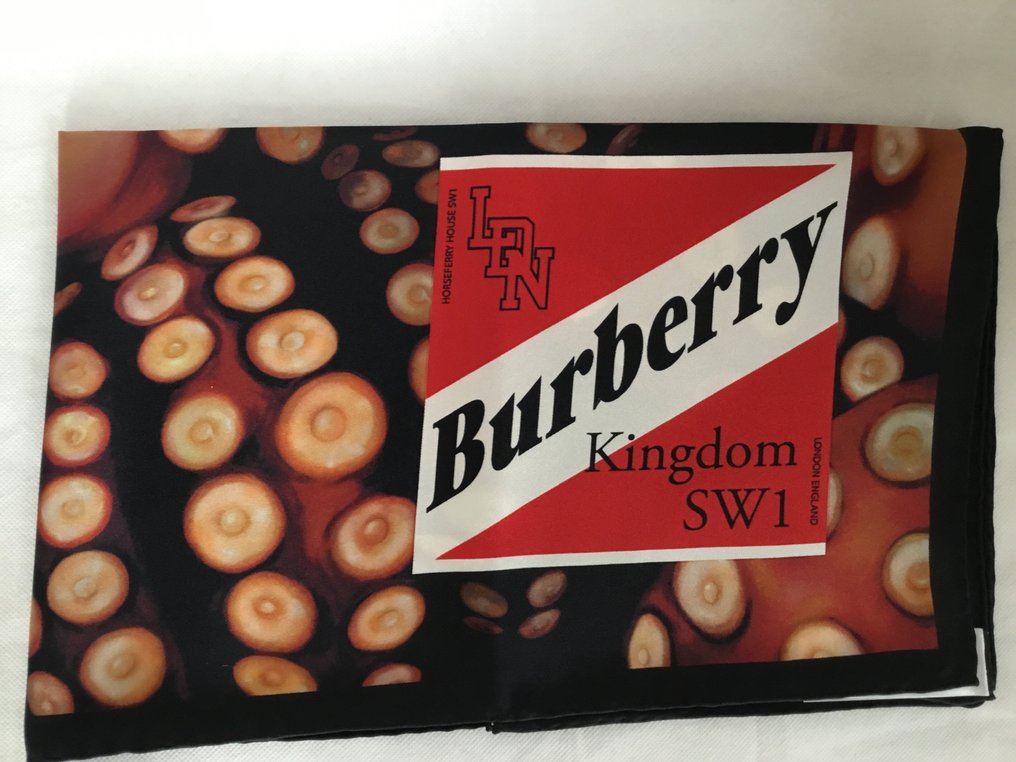 HORSEFERRY HOUSE SW1
LDN
Burberry
Kingdom
SW1
LONDON ENGLAND